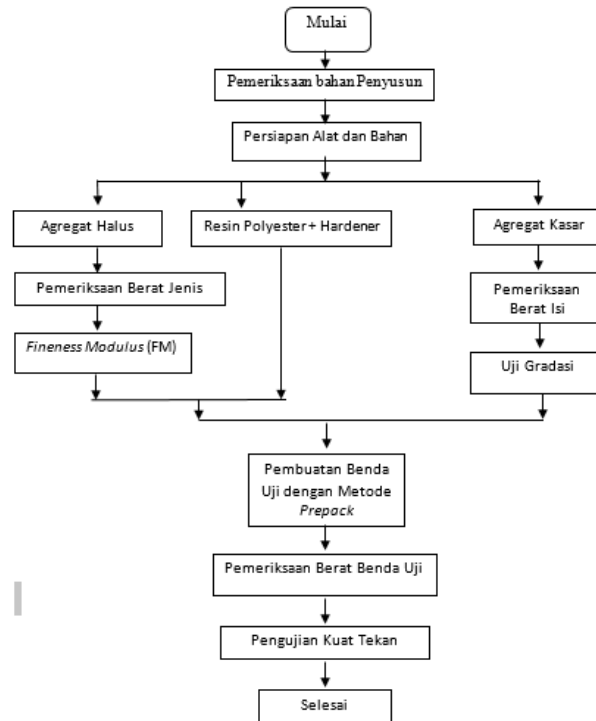 Mulai
Pemeriksaan bahan Penyusun
Persiapan Alat dan Bahan
Agregat Halus
Resin Polyester + Hardener
Agregat Kasar
Pemeriksaan Berat Jenis
Pemeriksaan
Berat Isi
Fineness Modulus (FM)
Uji Gradasi
Pembuatan Benda
Uji dengan Metode
Prepack
Pemeriksaan Berat Benda Uji
Pengujian Kuat Tekan
Selesai